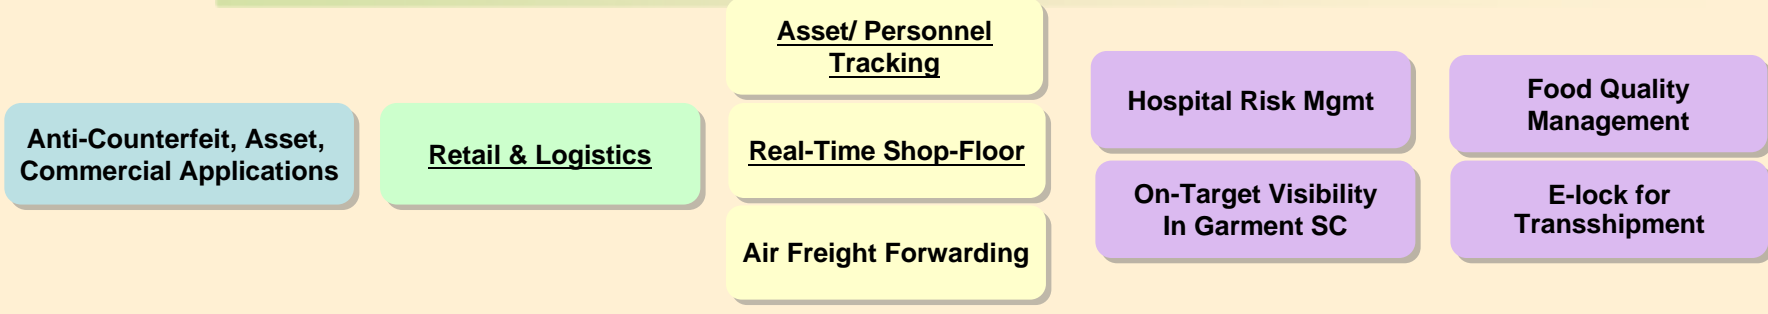 Anti-Counterfeit, Asset,
Commercial Applications
Retail & Logistics
Asset/ Personnel
Tracking
Real-Time Shop-Floor
Air Freight Forwarding
Hospital Risk Mgmt
On-Target Visibility
In Garment SC
Food Quality
Management
E-lock for
Transshipment